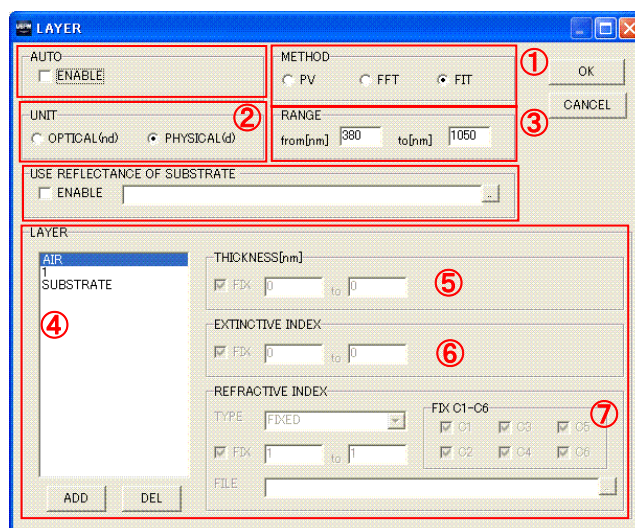 LAYER
AUTO
ENABLE
METHOD
PV FFT FIT
①
OK
CANCEL
UNIT
②
OPTICAL(nd) PHYSICAL(d)
RANGE
③
from[nm] 380 to[nm] 1050
USE REFLECTANCE OF SUBSTRATE
ENABLE ..
LAYER
AIR
1
SUBSTRATE
④
ADD DEL
THICKNESS[nm]
FIX 0 to 0
⑤
EXTINCTIVE INDEX
FIX 0 to 0
⑥
REFRACTIVE INDEX
TYPE FIXED
FIX 1 to 1
FIX C1-C6
⑦
C1 C3 C5
C2 C4 C6
FILE ..